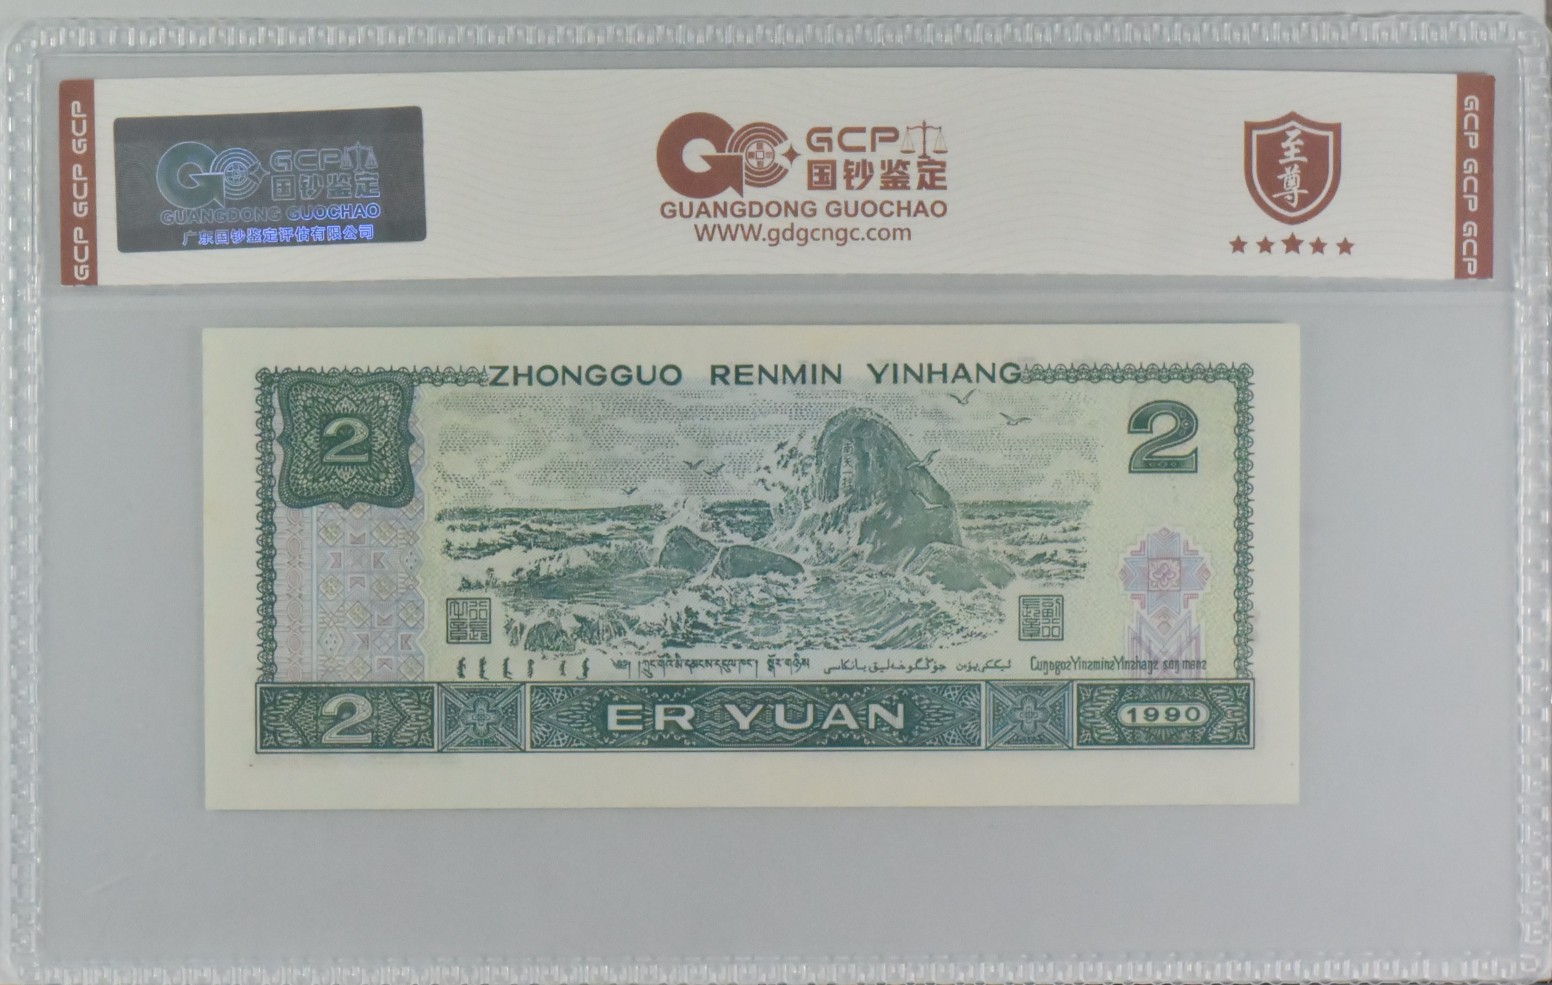 GCP GCP GCP
GCP
国钞鉴定
GUANGDONG GUOCHAO
广东国钞鉴定评估有限公司
GCP
国钞鉴定
GUANGDONG GUOCHAO
WWW.gdgcngc.com
至尊
GCP GCP GCP
ZHONGGUO RENMIN YINHANG
2
2
2
ER YUAN
1990